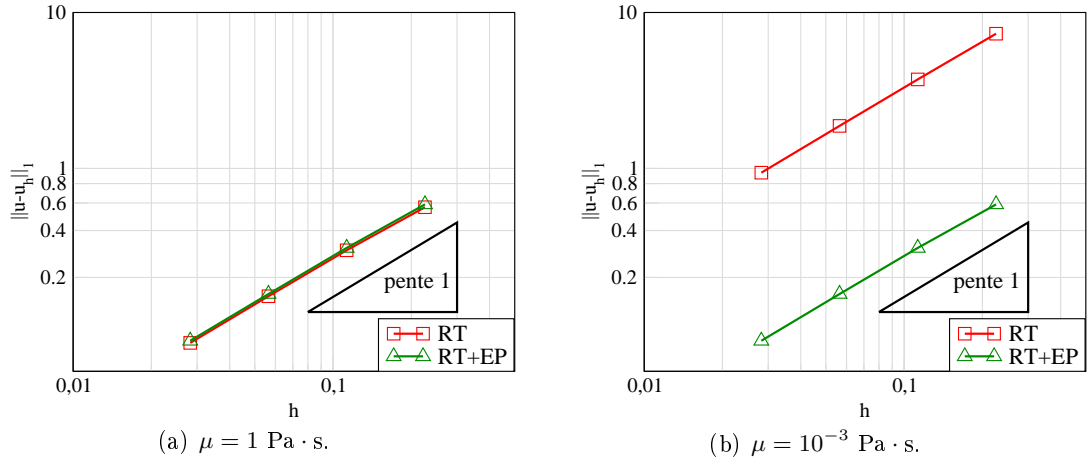 10
1
0.8
0.6
0.4
0.2
||u-u_h||_1
pente 1
RT
RT+EP
0,01
0,1
h
(a) μ = 1 Pa · s.
10
1
0.8
0.6
0.4
0.2
||u-u_h||_1
pente 1
RT
RT+EP
0,01
0,1
h
(b) μ = 10⁻³ Pa · s.